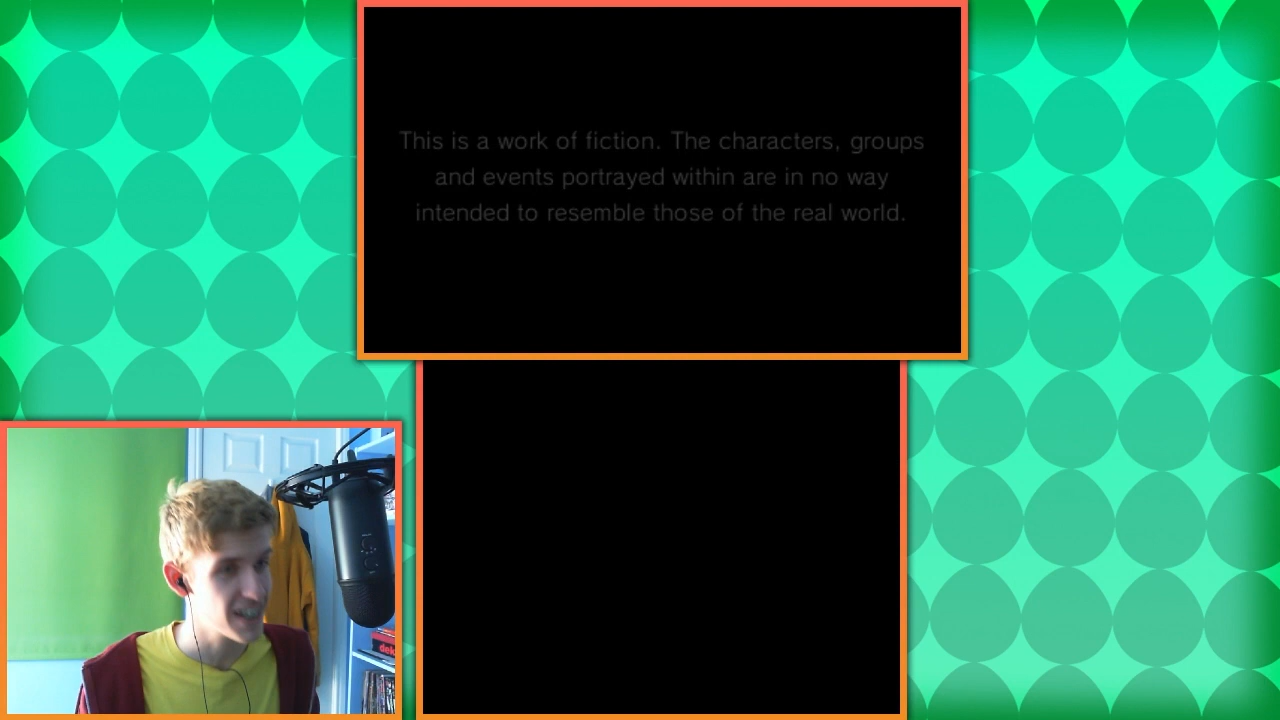 This is a work of fiction. The characters, groups
and events portrayed within are in no way
intended to resemble those of the real world.
dek